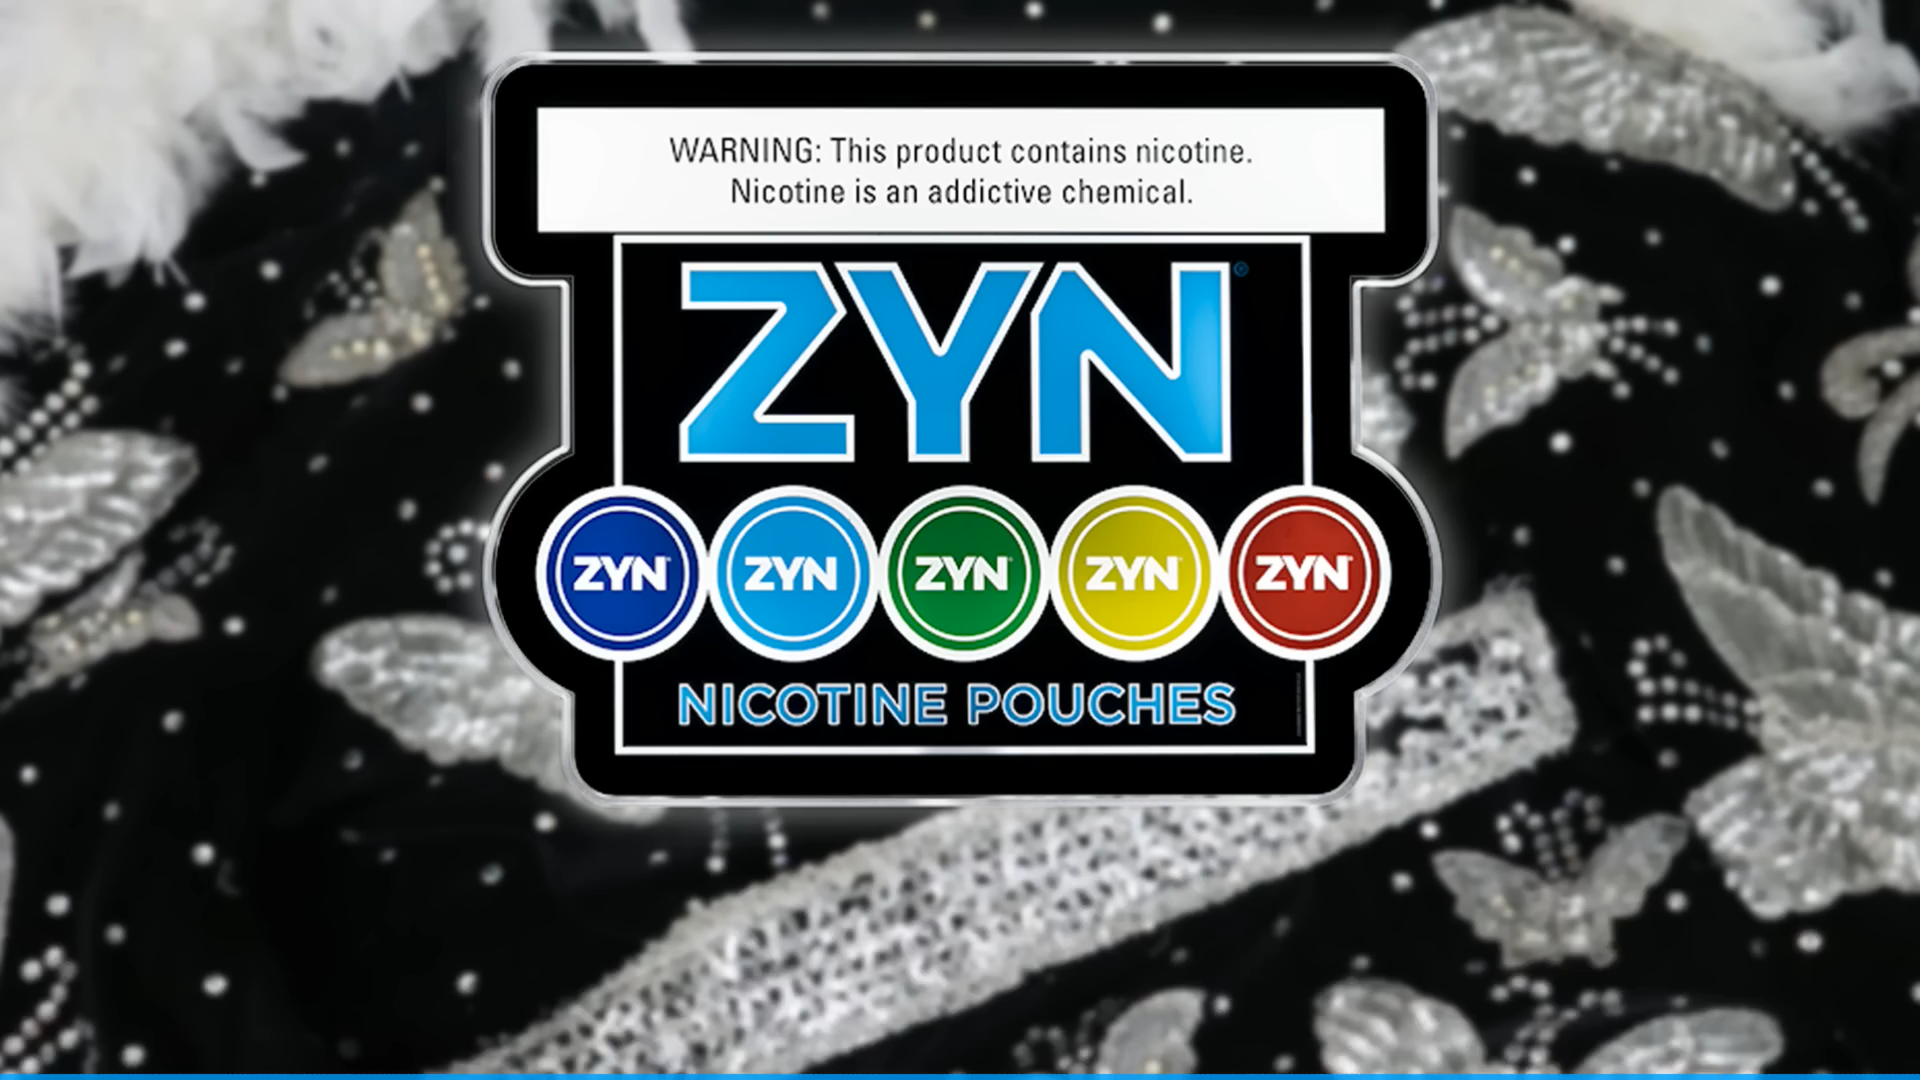 WARNING: This product contains nicotine.
Nicotine is an addictive chemical.
ZYN®
ZYN ZYN ZYN ZYN ZYN
NICOTINE POUCHES